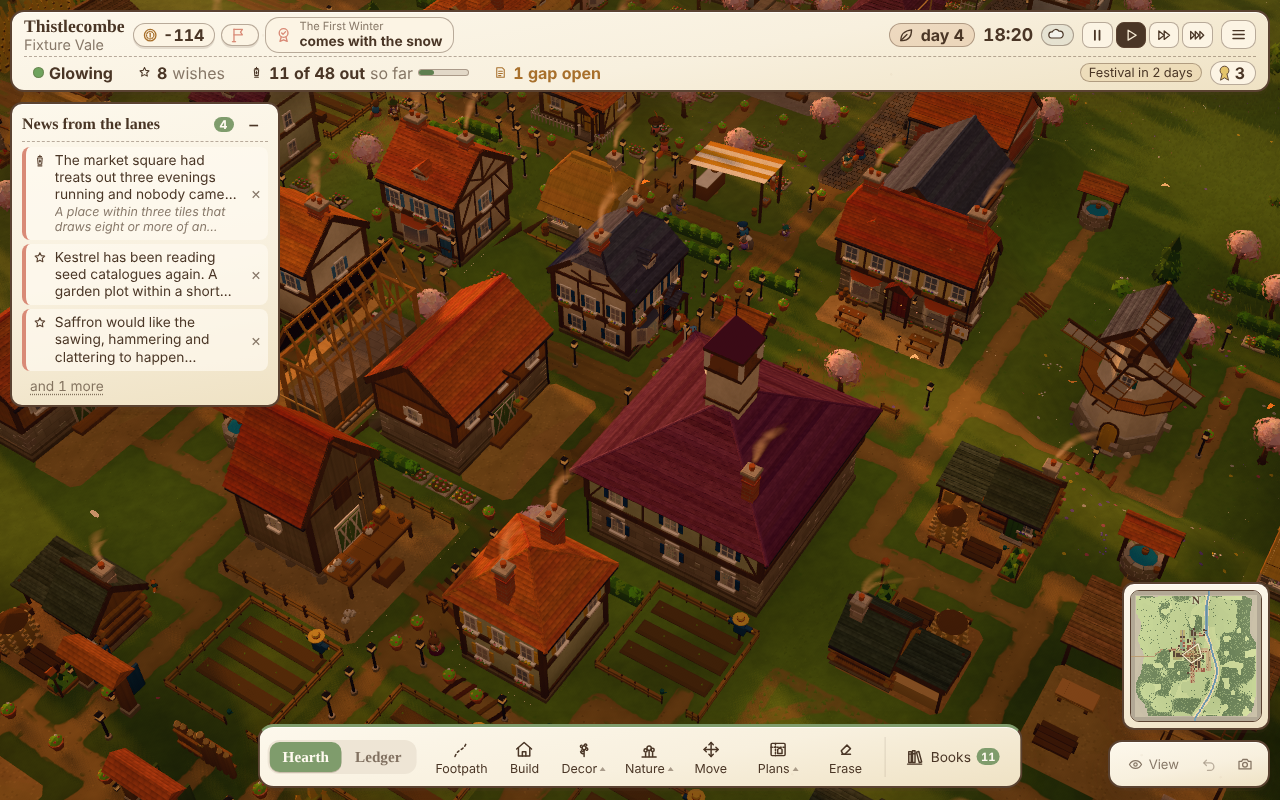 Thistlecombe
Fixture Vale
-114
The First Winter
comes with the snow
day 4
18:20
Glowing
8 wishes
11 of 48 out so far
1 gap open
Festival in 2 days
3
News from the lanes
4
The market square had
treats out three evenings
running and nobody came...
A place within three tiles that
draws eight or more of an...
Kestrel has been reading
seed catalogues again. A
garden plot within a short...
Saffron would like the
sawing, hammering and
clattering to happen...
and 1 more
N
Hearth
Ledger
Footpath
Build
Decor
Nature
Move
Plans
Erase
Books
11
View